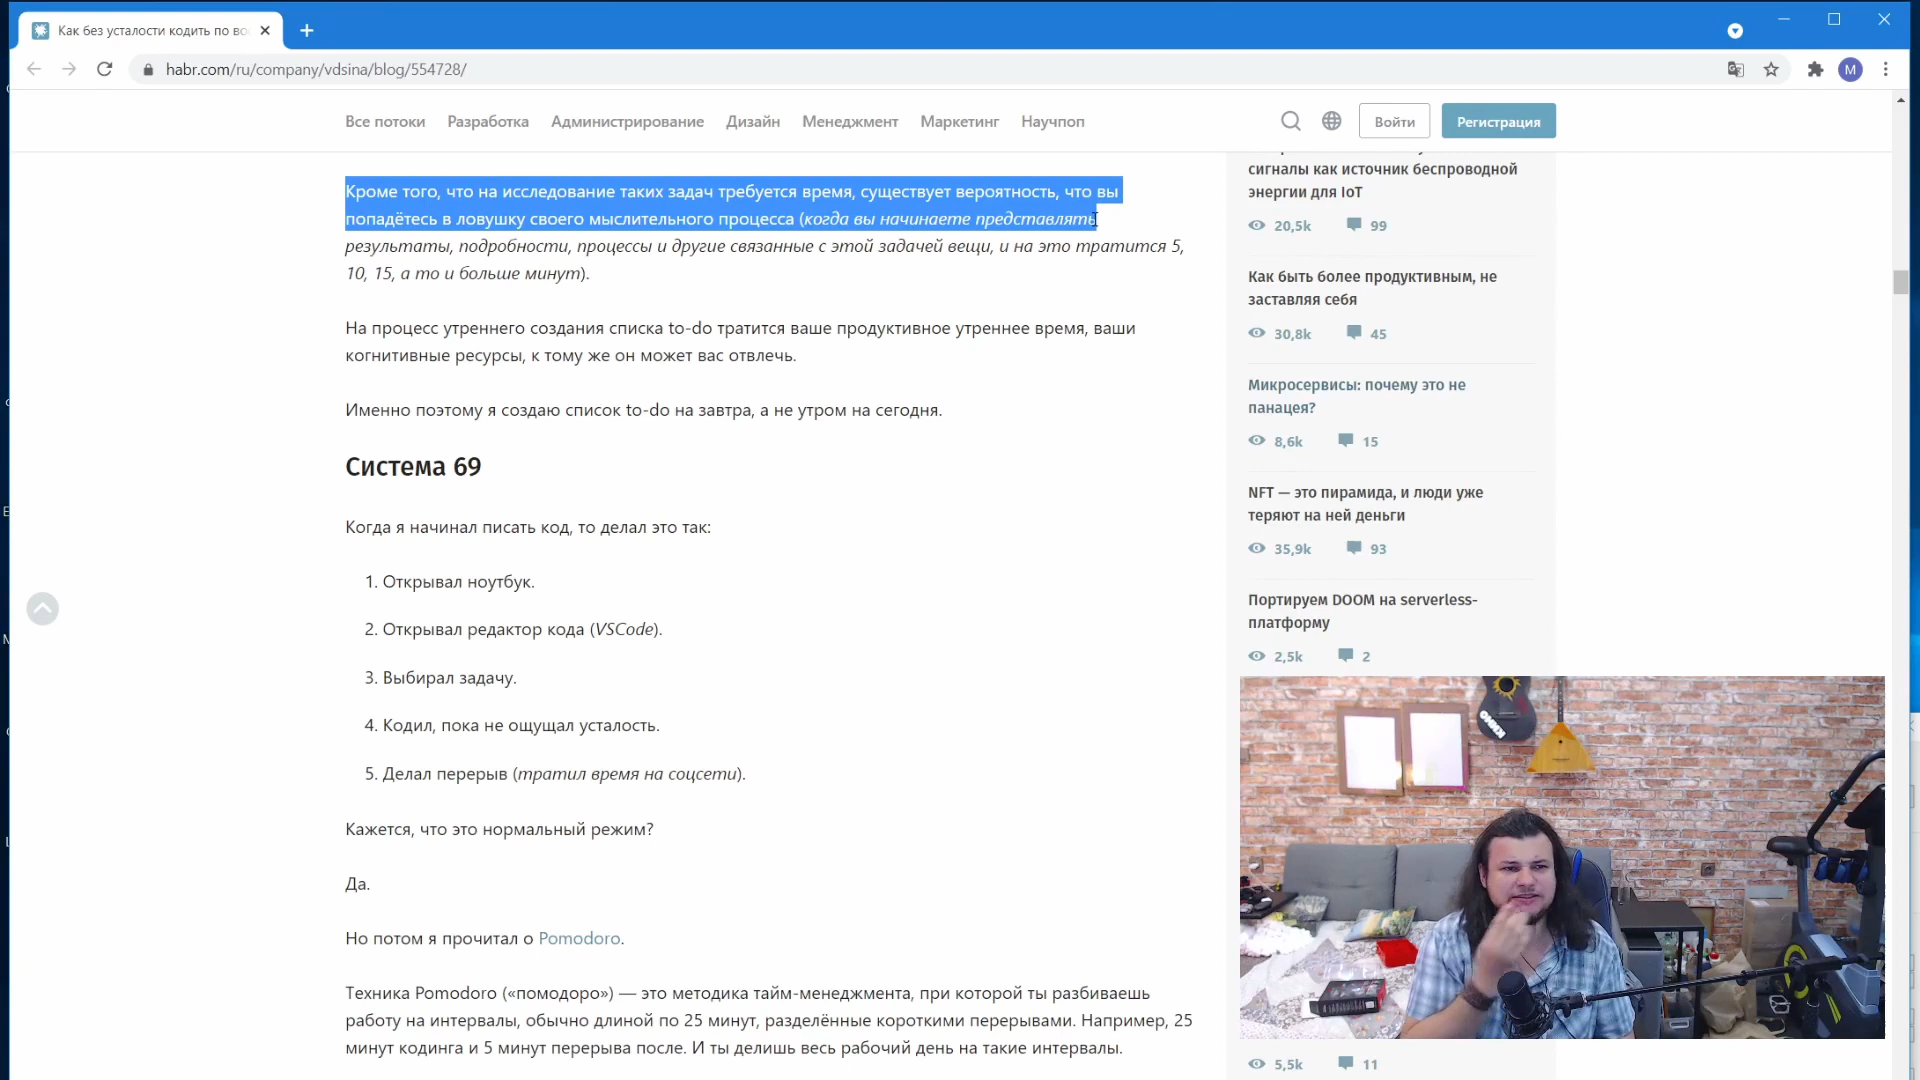 Как без усталости кодить по во
habr.com/ru/company/vdsina/blog/554728/
M
Все потоки Разработка Администрирование Дизайн Менеджмент Маркетинг Научпоп
Войти
Регистрация
Кроме того, что на исследование таких задач требуется время, существует вероятность, что вы
попадётесь в ловушку своего мыслительного процесса (когда вы начинаете представлять
результаты, подробности, процессы и другие связанные с этой задачей вещи, и на это тратится 5,
10, 15, а то и больше минут).
На процесс утреннего создания списка to-do тратится ваше продуктивное утреннее время, ваши
когнитивные ресурсы, к тому же он может вас отвлечь.
Именно поэтому я создаю список to-do на завтра, а не утром на сегодня.
Система 69
Когда я начинал писать код, то делал это так:
1. Открывал ноутбук.
2. Открывал редактор кода (VSCode).
3. Выбирал задачу.
4. Кодил, пока не ощущал усталость.
5. Делал перерыв (тратил время на соцсети).
Кажется, что это нормальный режим?
Да.
Но потом я прочитал о Pomodoro.
Техника Pomodoro («помодоро») — это методика тайм-менеджмента, при которой ты разбиваешь
работу на интервалы, обычно длиной по 25 минут, разделённые короткими перерывами. Например, 25
минут кодинга и 5 минут перерыва после. И ты делишь весь рабочий день на такие интервалы.
сигналы как источник беспроводной
энергии для IoT
20,5k 99
Как быть более продуктивным, не
заставляя себя
30,8k 45
Микросервисы: почему это не
панацея?
8,6k 15
NFT — это пирамида, и люди уже
теряют на ней деньги
35,9k 93
Портируем DOOM на serverless-
платформу
2,5k 2
5,5k 11